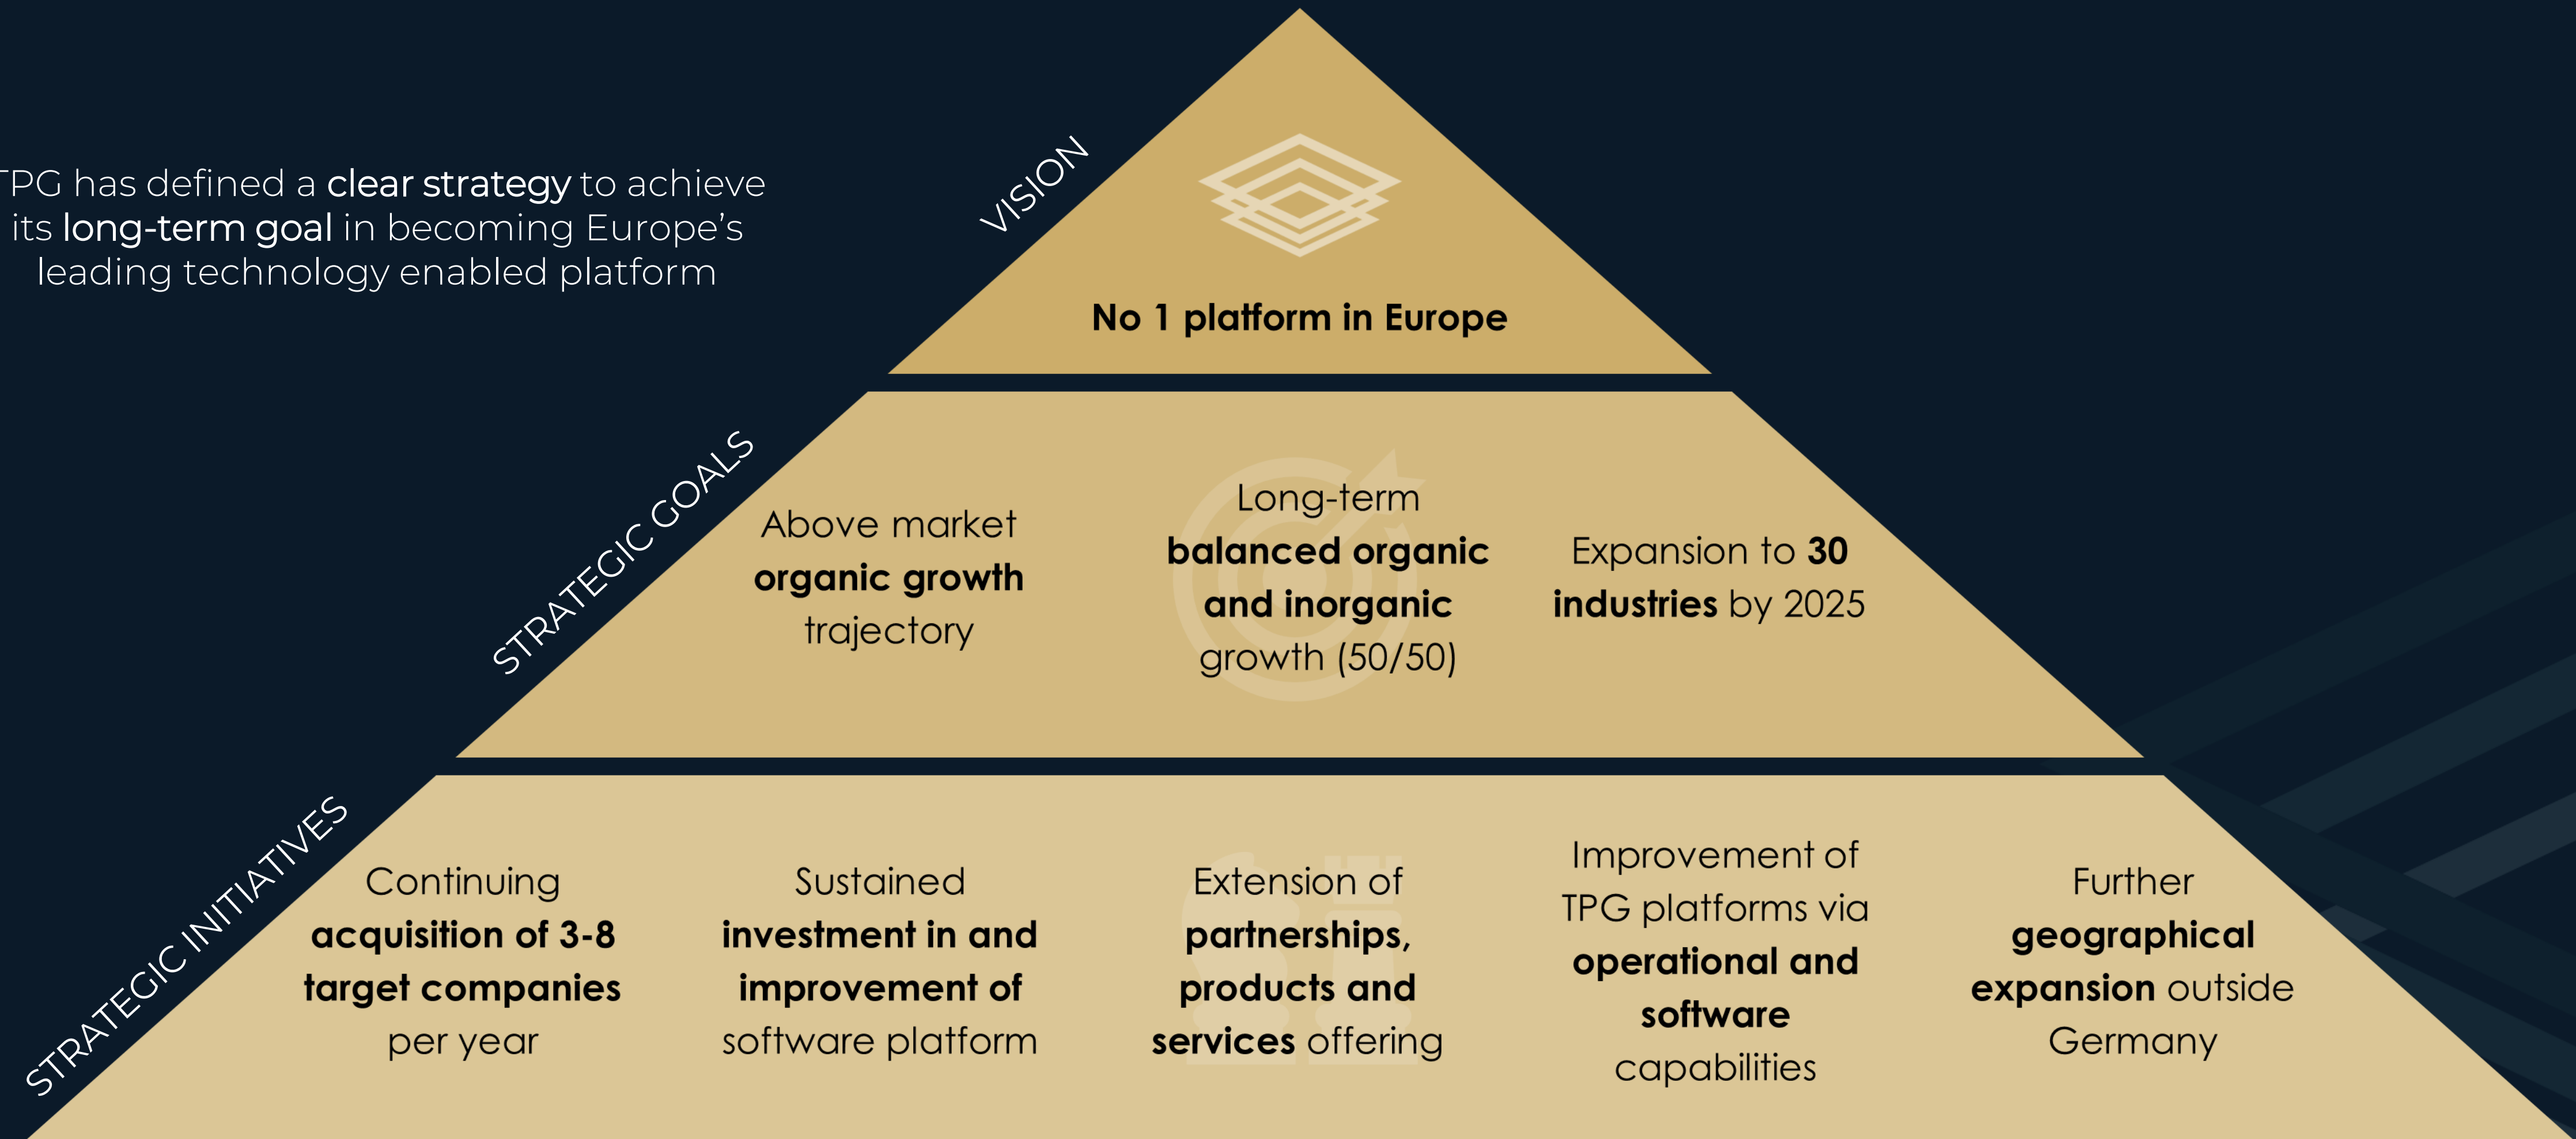 TPG has defined a clear strategy to achieve
its long-term goal in becoming Europe's
leading technology enabled platform
VISION
No 1 platform in Europe
STRATEGIC GOALS
Above market
organic growth
trajectory
Long-term
balanced organic
and inorganic
growth (50/50)
Expansion to 30
industries by 2025
STRATEGIC INITIATIVES
Continuing
acquisition of 3-8
target companies
per year
Sustained
investment in and
improvement of
software platform
Extension of
partnerships,
products and
services offering
Improvement of
TPG platforms via
operational and
software
capabilities
Further
geographical
expansion outside
Germany